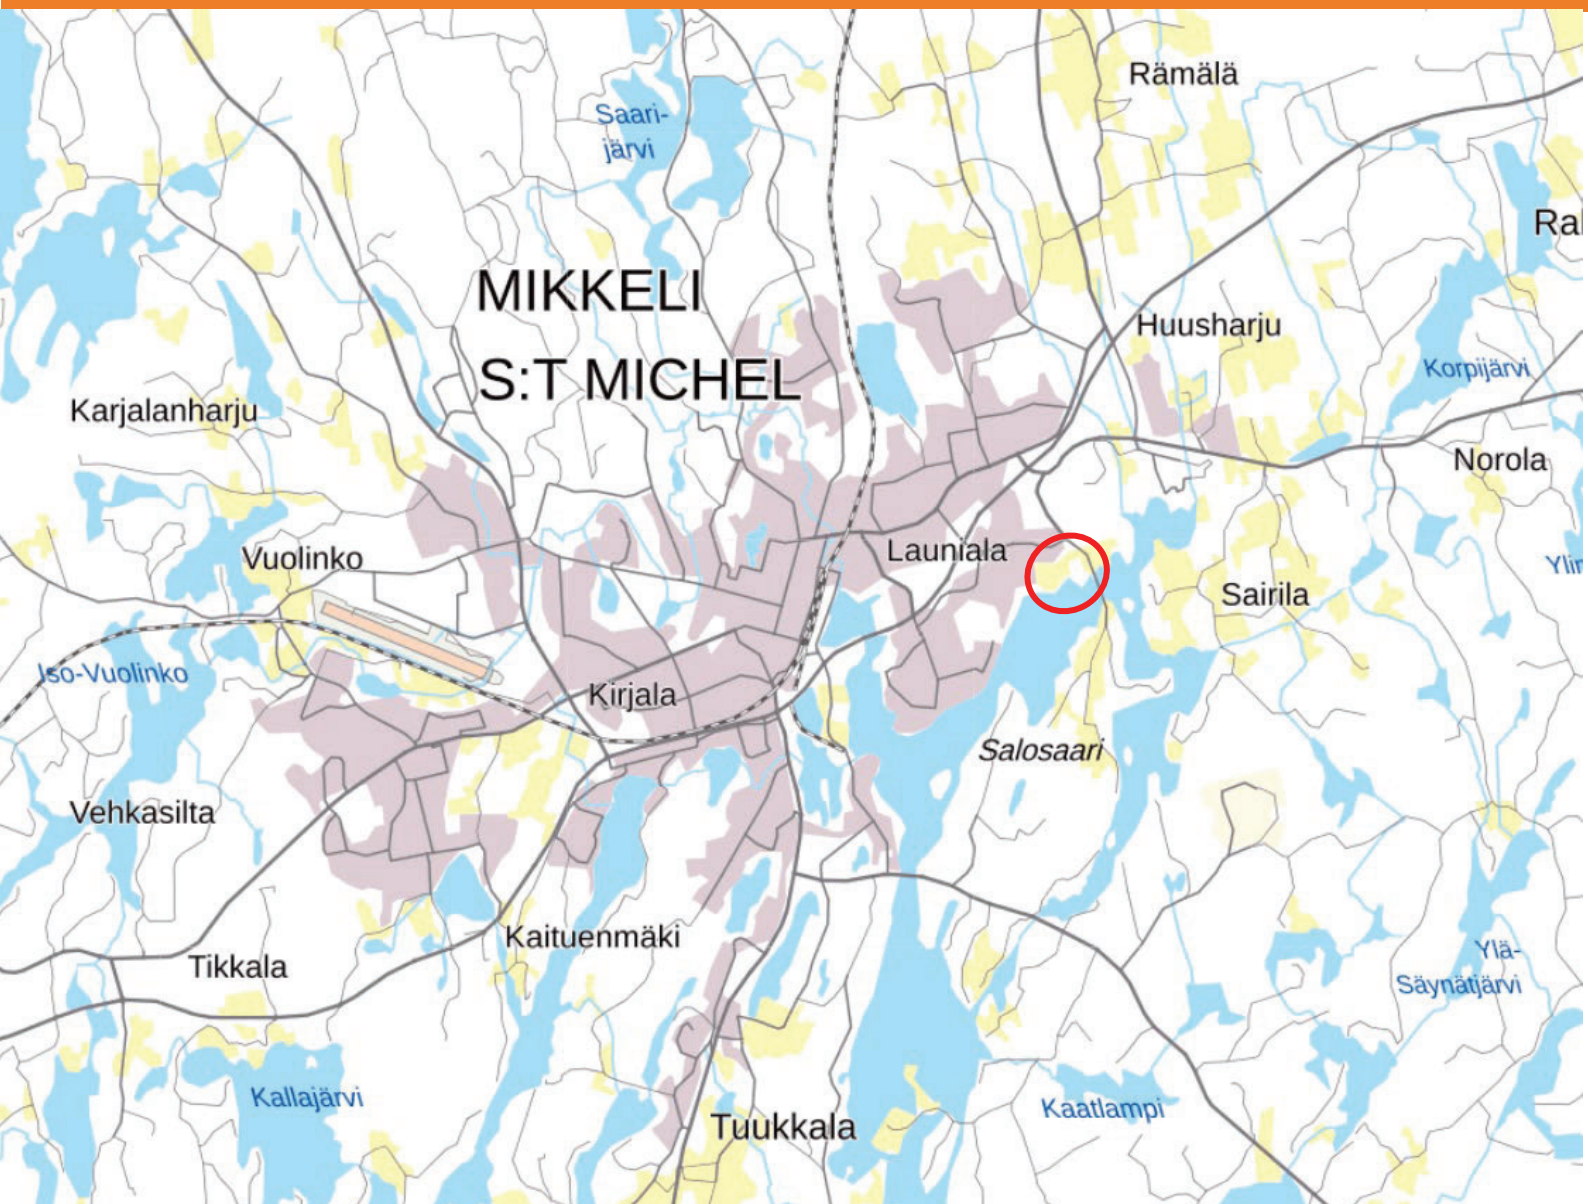 Rämälä
Saari-
järvi
Ra
MIKKELI
Huusharju
S:T MICHEL
Korpijärvi
Karjalanharju
Norola
Launiala
Vuolinko
Ylin
Sairila
Iso-Vuolinko
Kirjala
Salosaari
Vehkasilta
Kaituenmäki
Ylä-
Säynätjärvi
Tikkala
Kallajärvi
Kaatlampi
Tuukkala